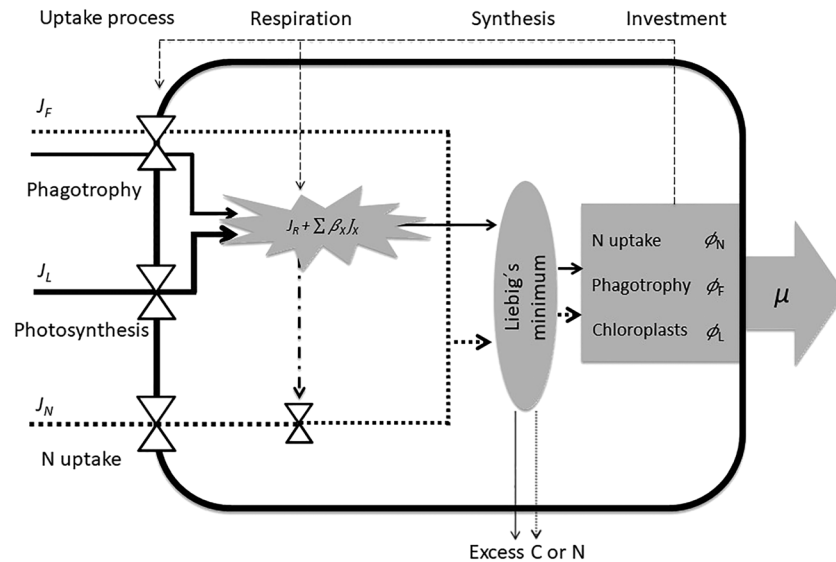 Uptake process
Respiration
Synthesis
Investment
J_F
Phagotrophy
J_R + ∑ β_X J_X
J_L
Photosynthesis
Liebig´s
minimum
N uptake ϕ_N
Phagotrophy ϕ_F
Chloroplasts ϕ_L
μ
J_N
N uptake
Excess C or N